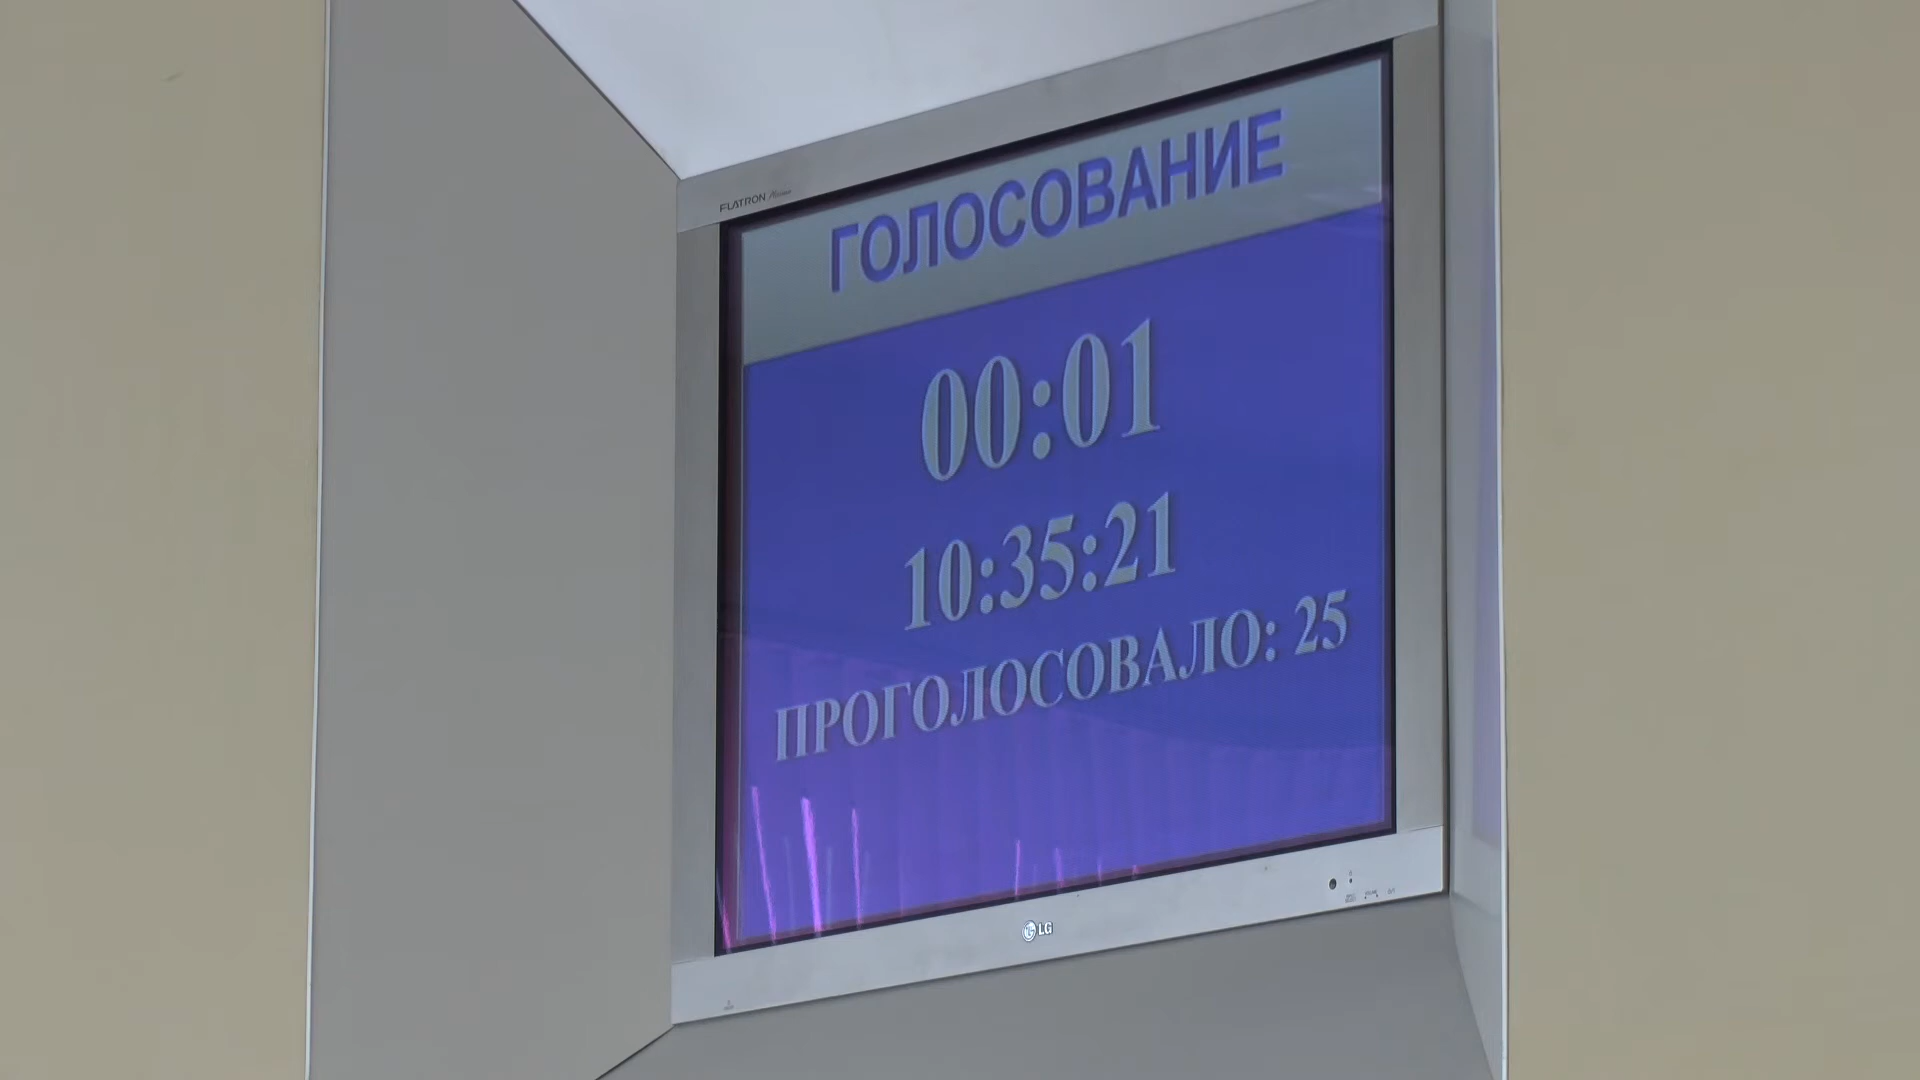 FLATRON
ГОЛОСОВАНИЕ
00:01
10:35:21
ПРОГОЛОСОВАЛО: 25
LG